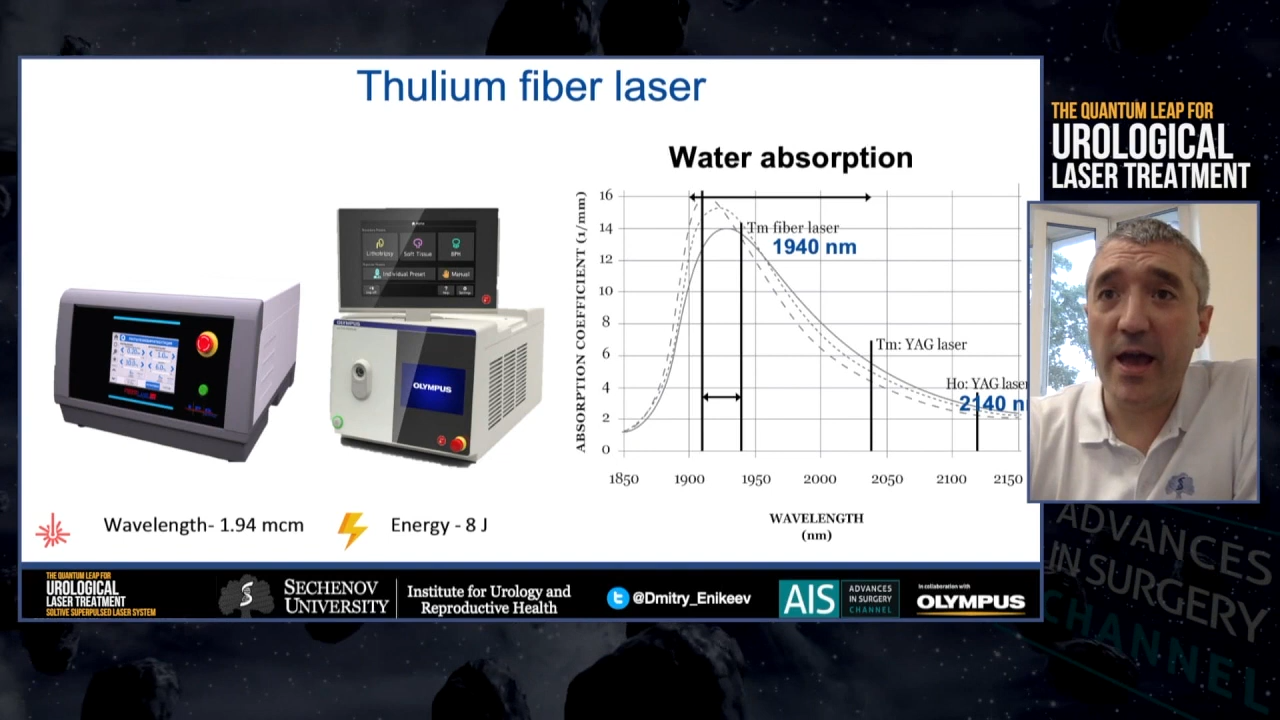 Thulium fiber laser
THE QUANTUM LEAP FOR
UROLOGICAL
LASER TREATMENT
Water absorption
16
14
12
10
8
6
4
2
0
ABSORPTION COEFFICIENT (1/mm)
Tm fiber laser
1940 nm
Tm: YAG laser
Ho: YAG laser
2140 n
1850
1900
1950
2000
2050
2100
2150
WAVELENGTH
(nm)
Lithotripsy
Soft Tissue
BPH
Individual Preset
Manual
OLYMPUS
OLYMPUS
Wavelength- 1.94 mcm
Energy - 8 J
THE QUANTUM LEAP FOR
UROLOGICAL
LASER TREATMENT
SOLTIVE SUPERPULSED LASER SYSTEM
SECHENOV
UNIVERSITY
Institute for Urology and
Reproductive Health
@Dmitry_Enikeev
AIS
ADVANCES
IN SURGERY
CHANNEL
In collaboration with
OLYMPUS
ADVANCES
IN SURGERY
CHANNEL